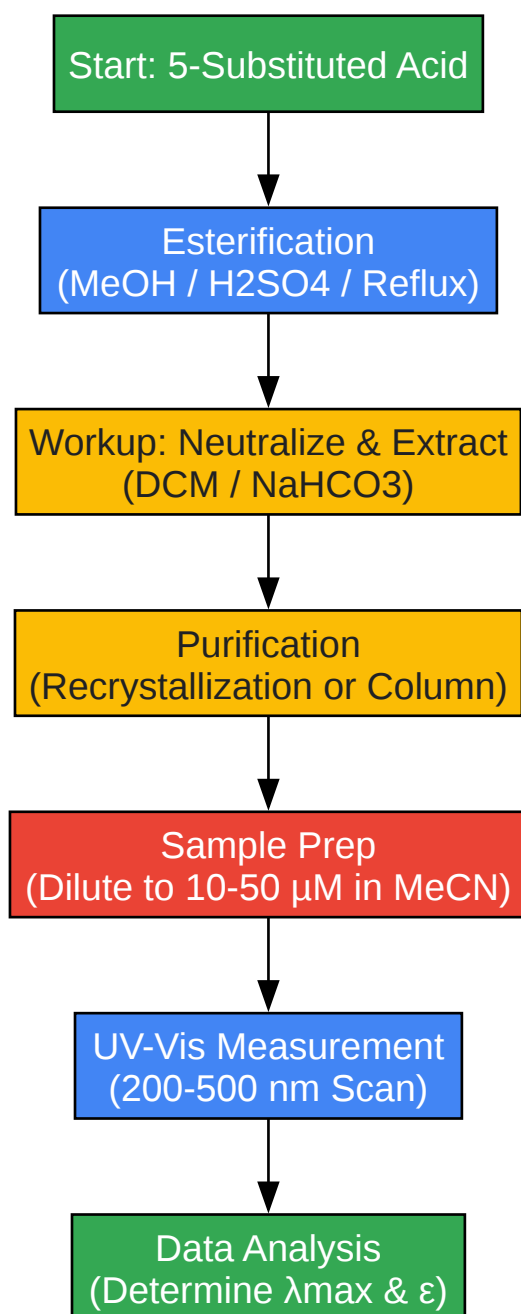 Start: 5-Substituted Acid
Esterification
(MeOH / H2SO4 / Reflux)
Workup: Neutralize & Extract
(DCM / NaHCO3)
Purification
(Recrystallization or Column)
Sample Prep
(Dilute to 10-50 µM in MeCN)
UV-Vis Measurement
(200-500 nm Scan)
Data Analysis
(Determine λmax & ε)